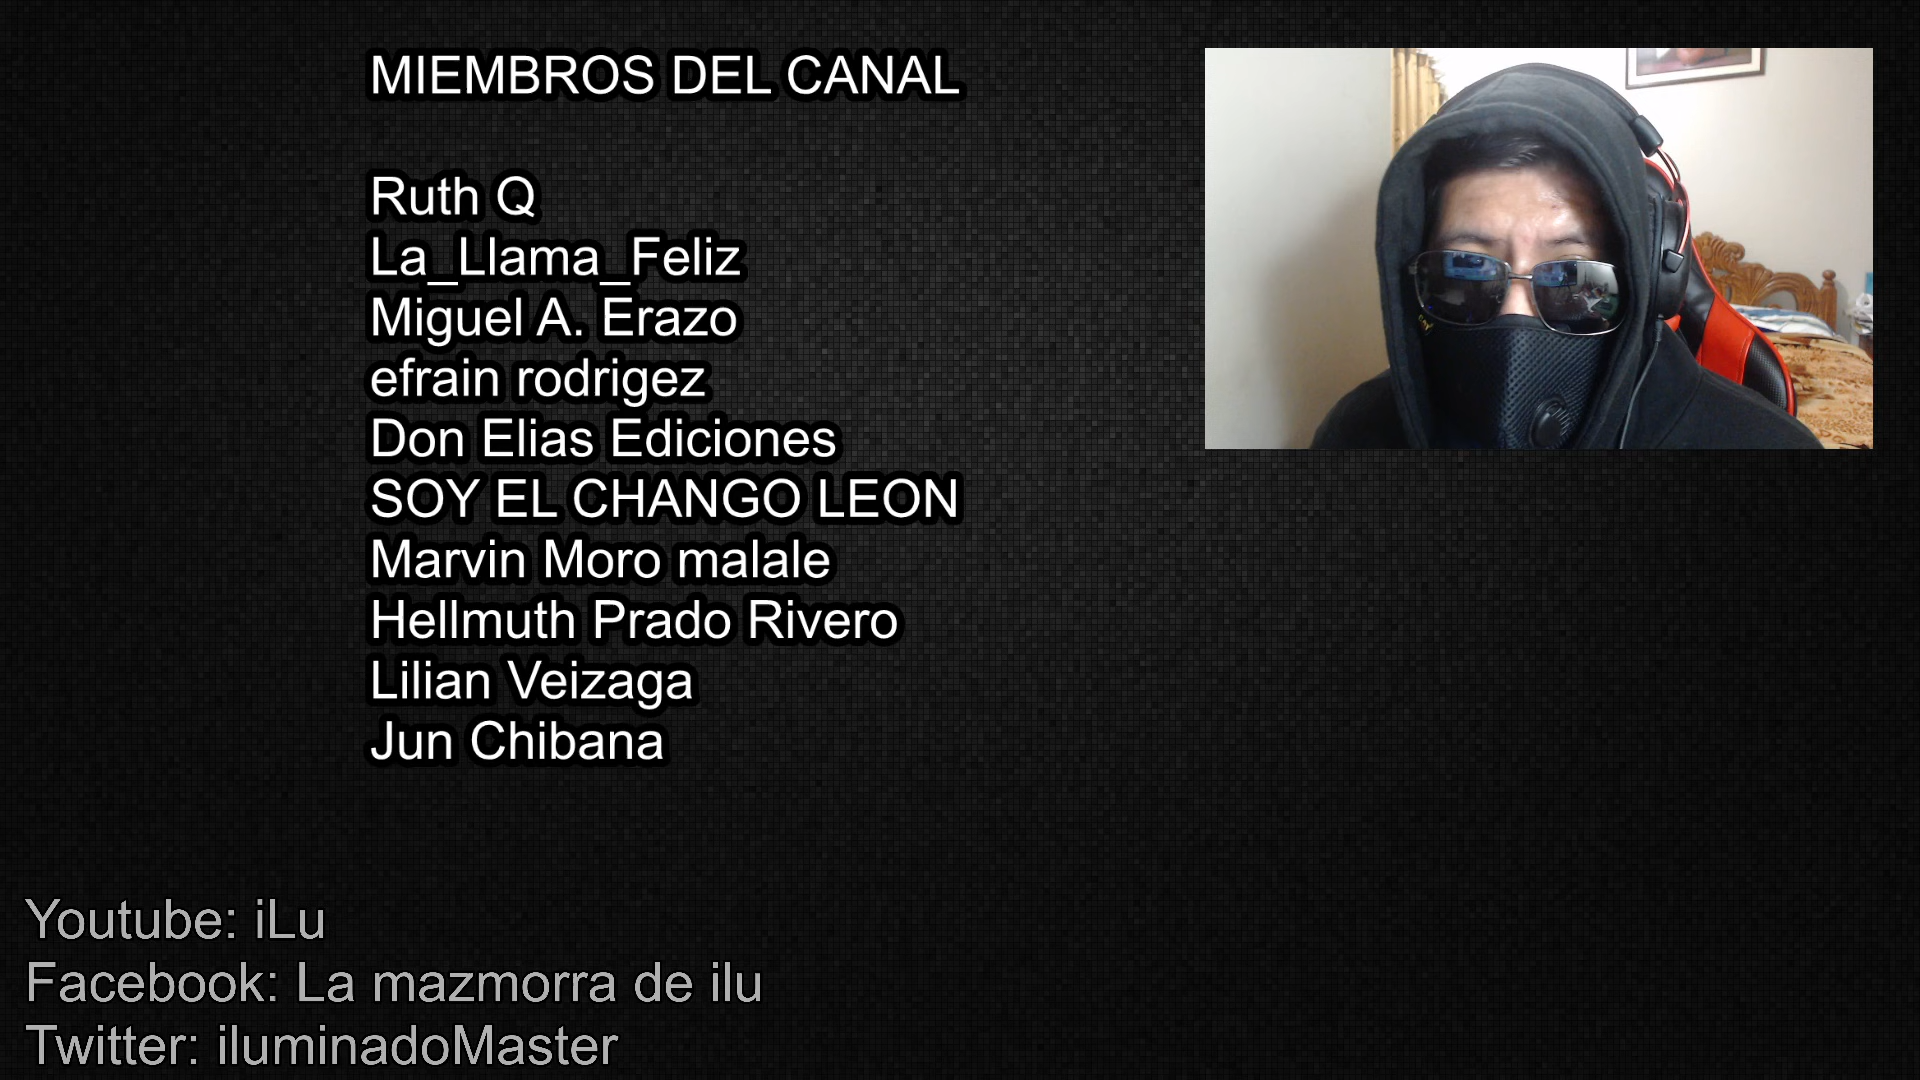 MIEMBROS DEL CANAL
Ruth Q
La_Llama_Feliz
Miguel A. Erazo
efrain rodrigez
Don Elias Ediciones
SOY EL CHANGO LEON
Marvin Moro malale
Hellmuth Prado Rivero
Lilian Veizaga
Jun Chibana
Youtube: iLu
Facebook: La mazmorra de ilu
Twitter: iluminadoMaster